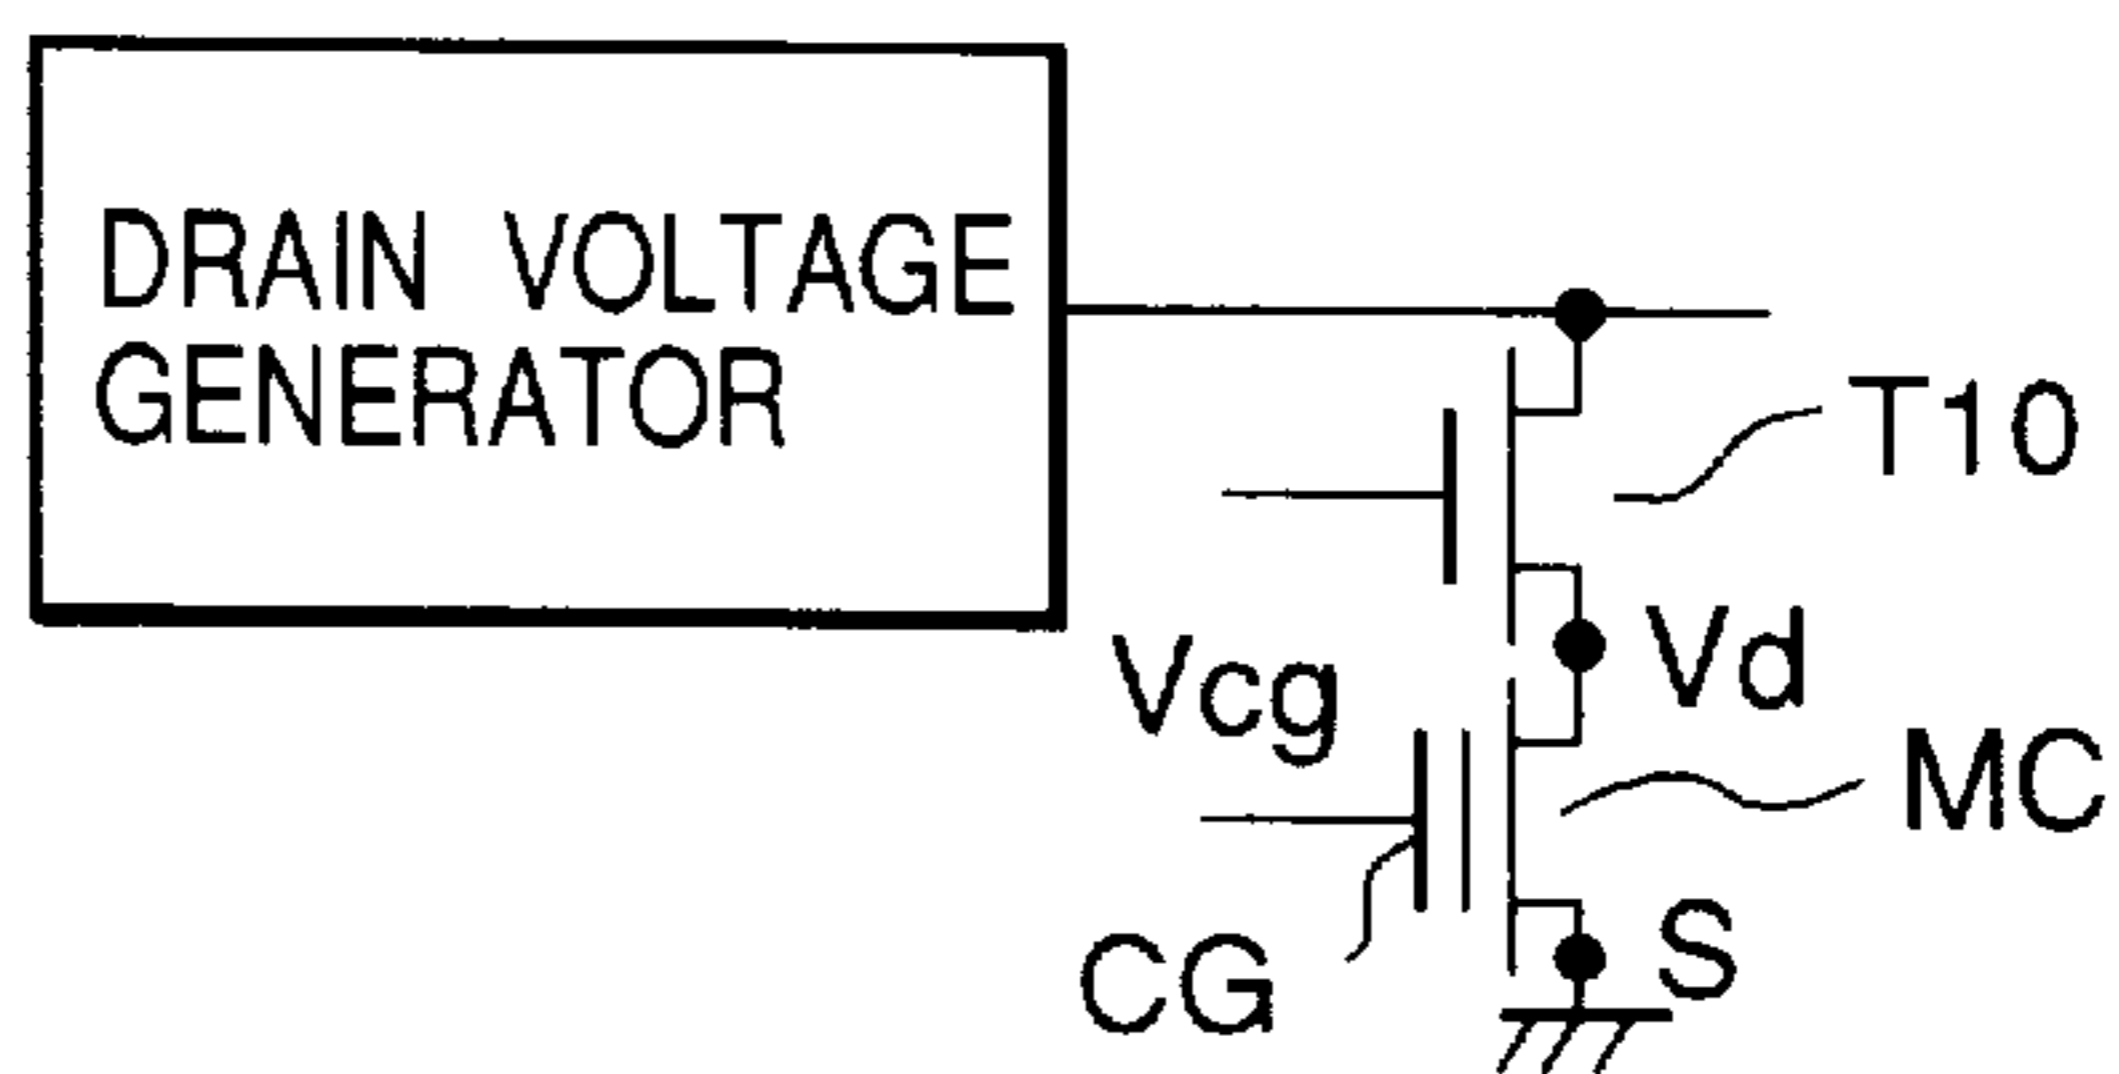 DRAIN VOLTAGE
GENERATOR
T10
Vd
Vcg
MC
CG
S